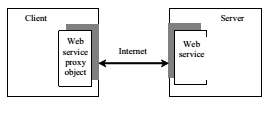 Client
Server
Web
service
proxy
object
Internet
Web
service